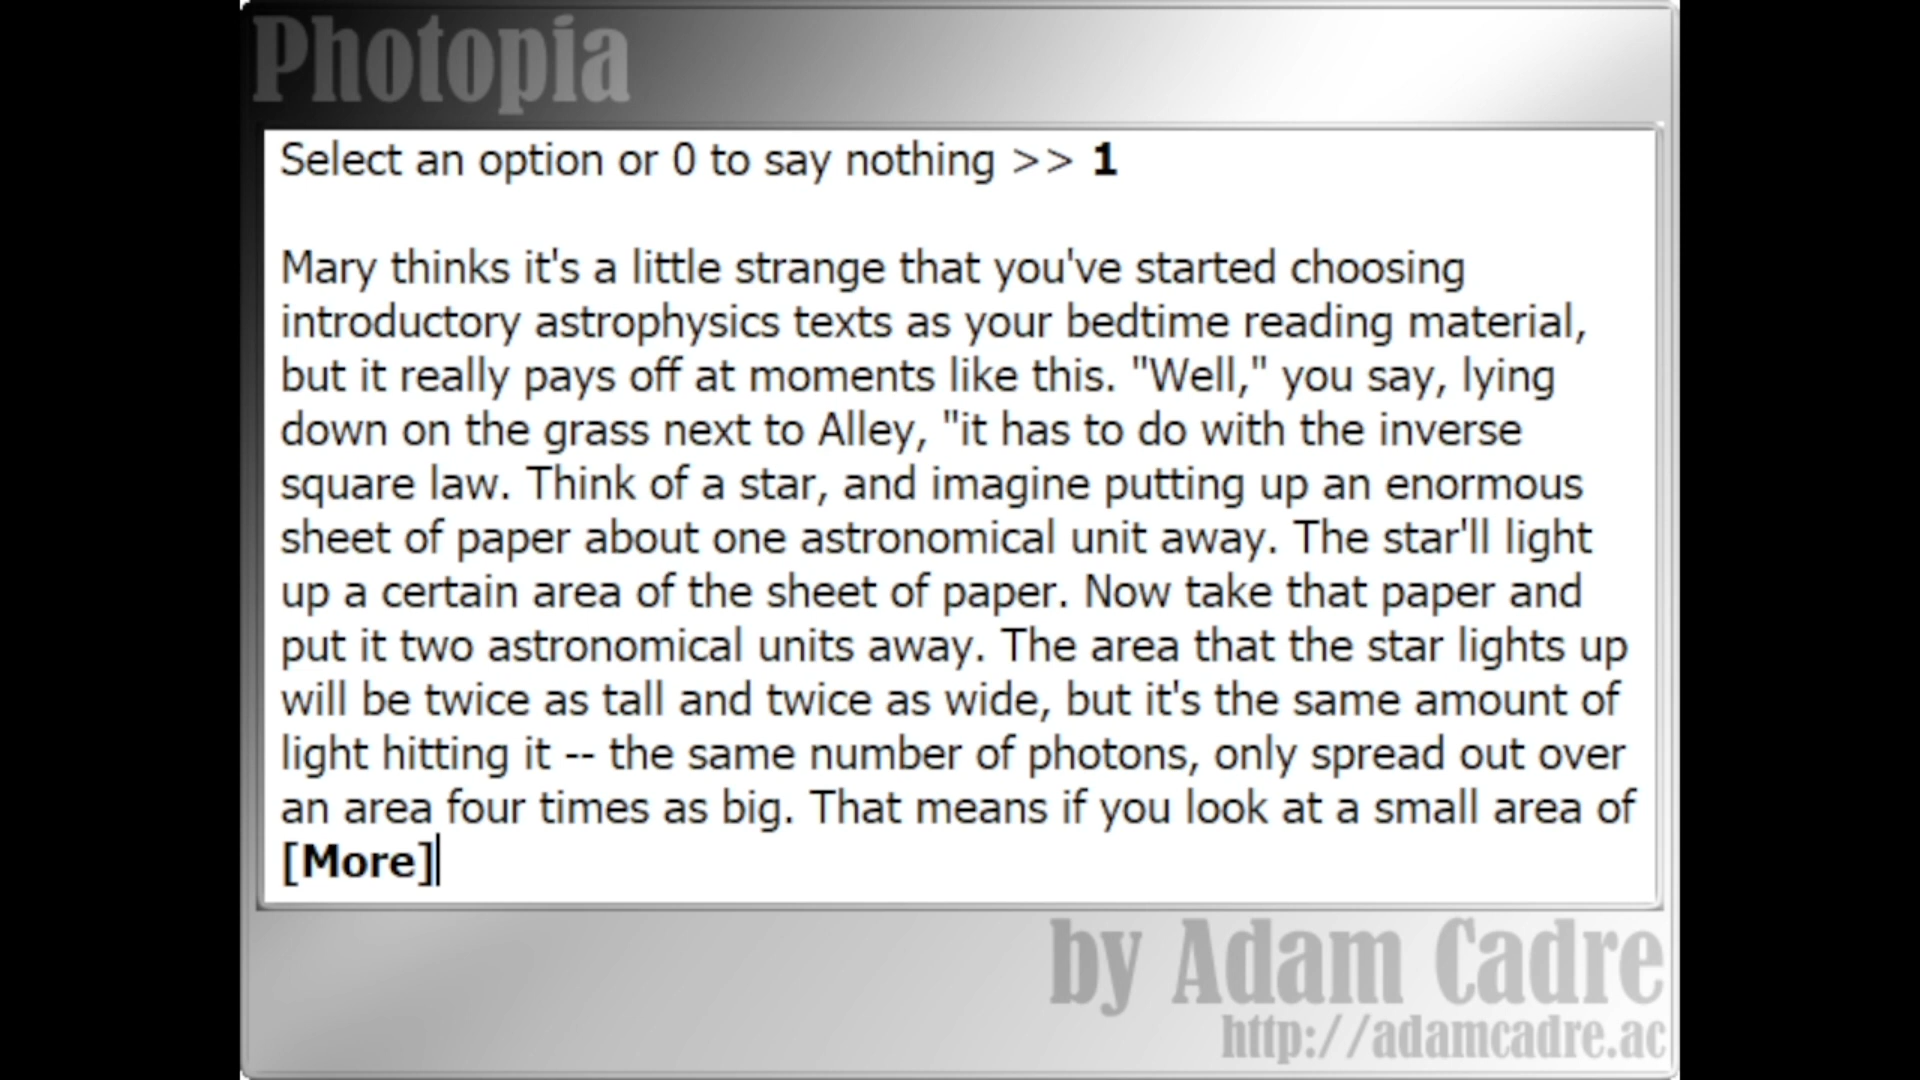 Photopia
Select an option or 0 to say nothing >> 1
Mary thinks it's a little strange that you've started choosing
introductory astrophysics texts as your bedtime reading material,
but it really pays off at moments like this. "Well," you say, lying
down on the grass next to Alley, "it has to do with the inverse
square law. Think of a star, and imagine putting up an enormous
sheet of paper about one astronomical unit away. The star'll light
up a certain area of the sheet of paper. Now take that paper and
put it two astronomical units away. The area that the star lights up
will be twice as tall and twice as wide, but it's the same amount of
light hitting it -- the same number of photons, only spread out over
an area four times as big. That means if you look at a small area of
[More]
by Adam Cadre
http://adamcadre.ac